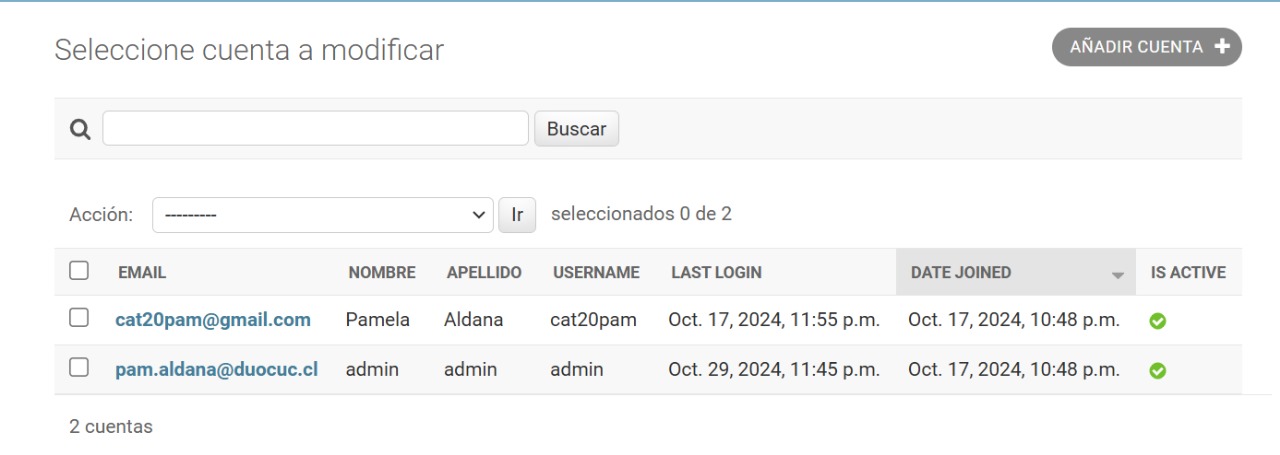 Seleccione cuenta a modificar
AÑADIR CUENTA +
Buscar
Acción: --------- Ir seleccionados 0 de 2
EMAIL NOMBRE APELLIDO USERNAME LAST LOGIN DATE JOINED IS ACTIVE
cat20pam@gmail.com Pamela Aldana cat20pam Oct. 17, 2024, 11:55 p.m. Oct. 17, 2024, 10:48 p.m.
pam.aldana@duocuc.cl admin admin admin Oct. 29, 2024, 11:45 p.m. Oct. 17, 2024, 10:48 p.m.
2 cuentas